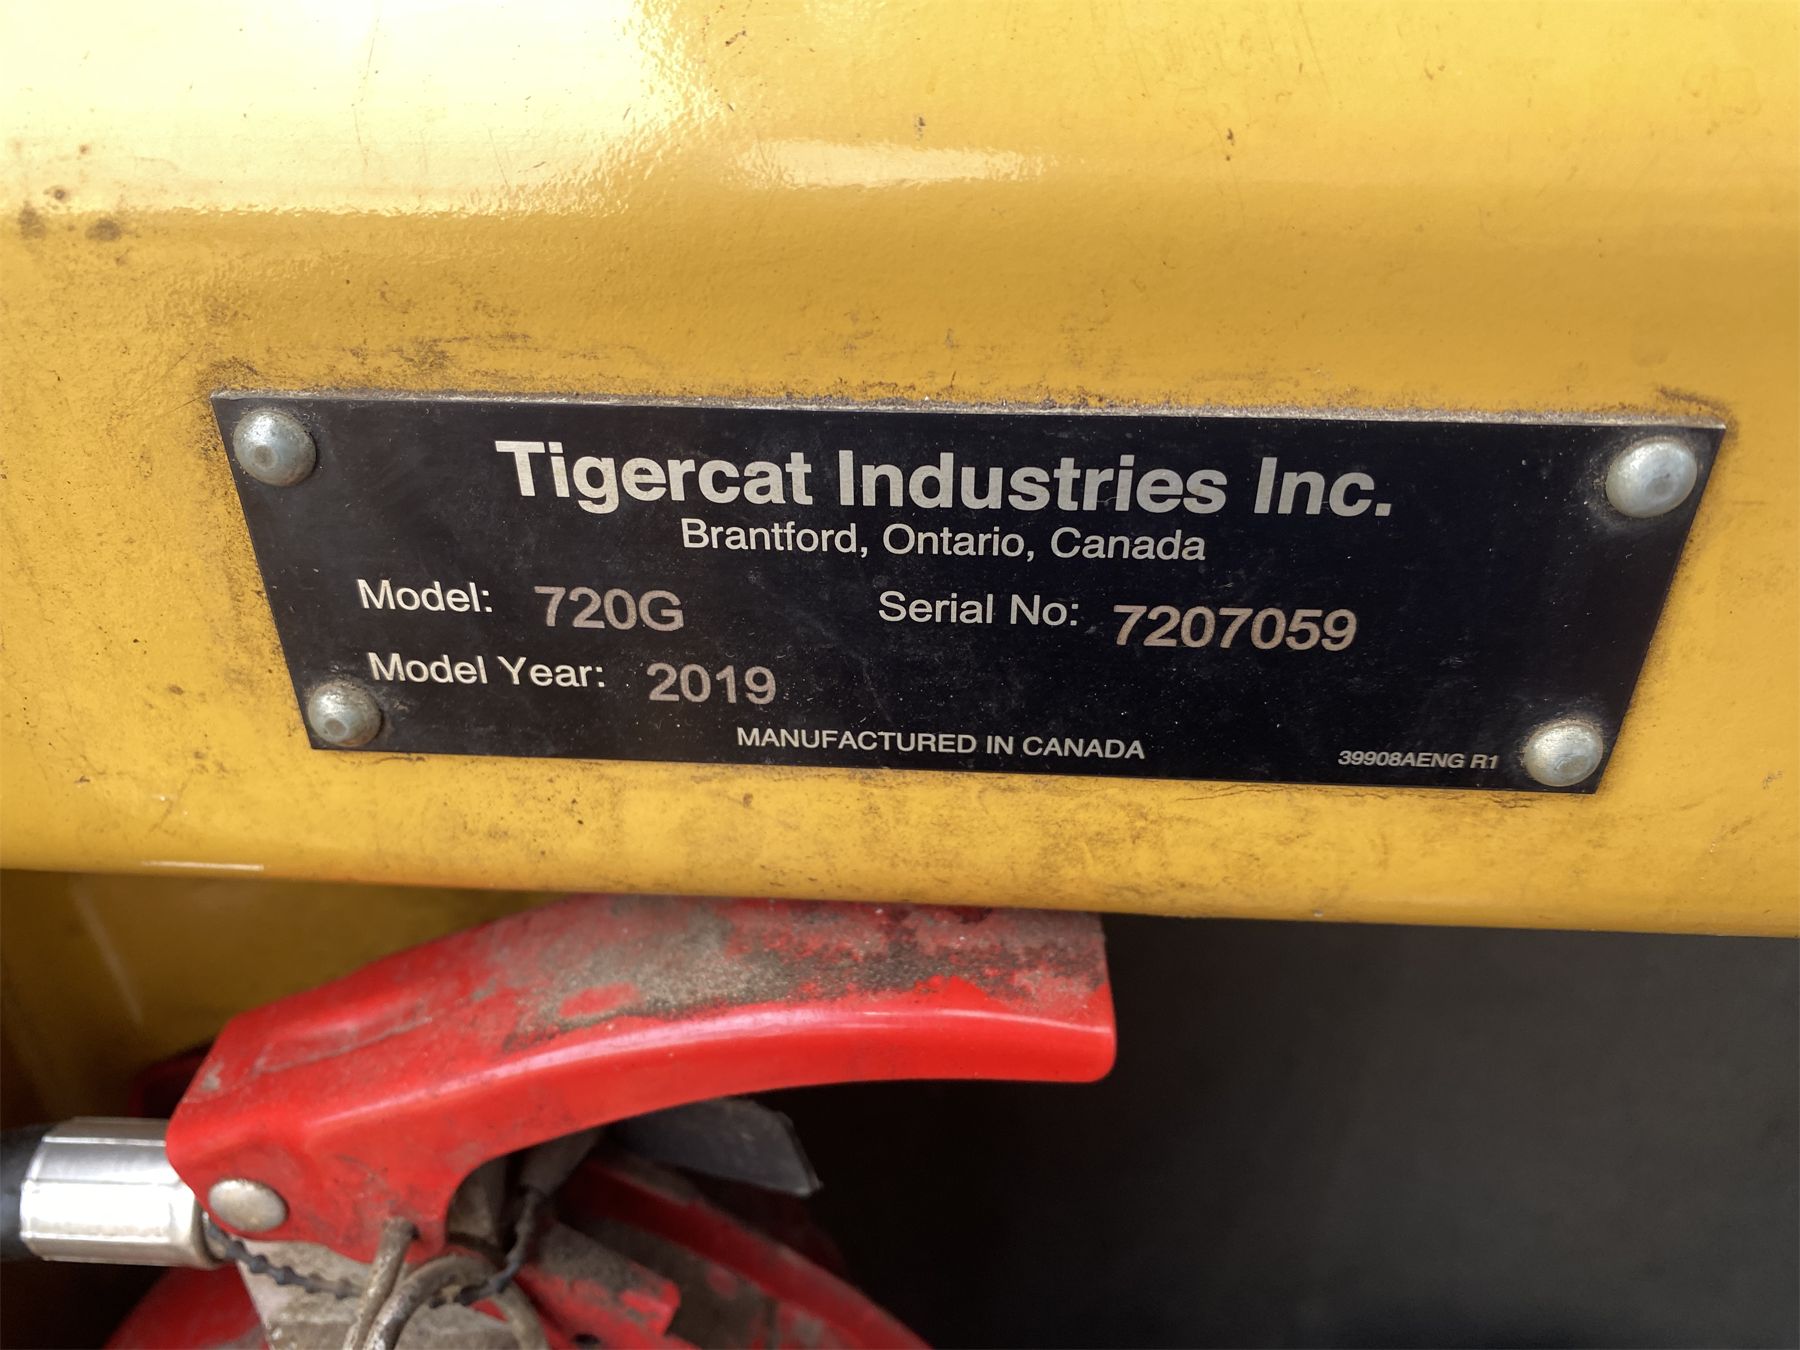 Tigercat Industries Inc.
Brantford, Ontario, Canada
Model: 720G Serial No: 7207059
Model Year: 2019
MANUFACTURED IN CANADA 39908AENG R1